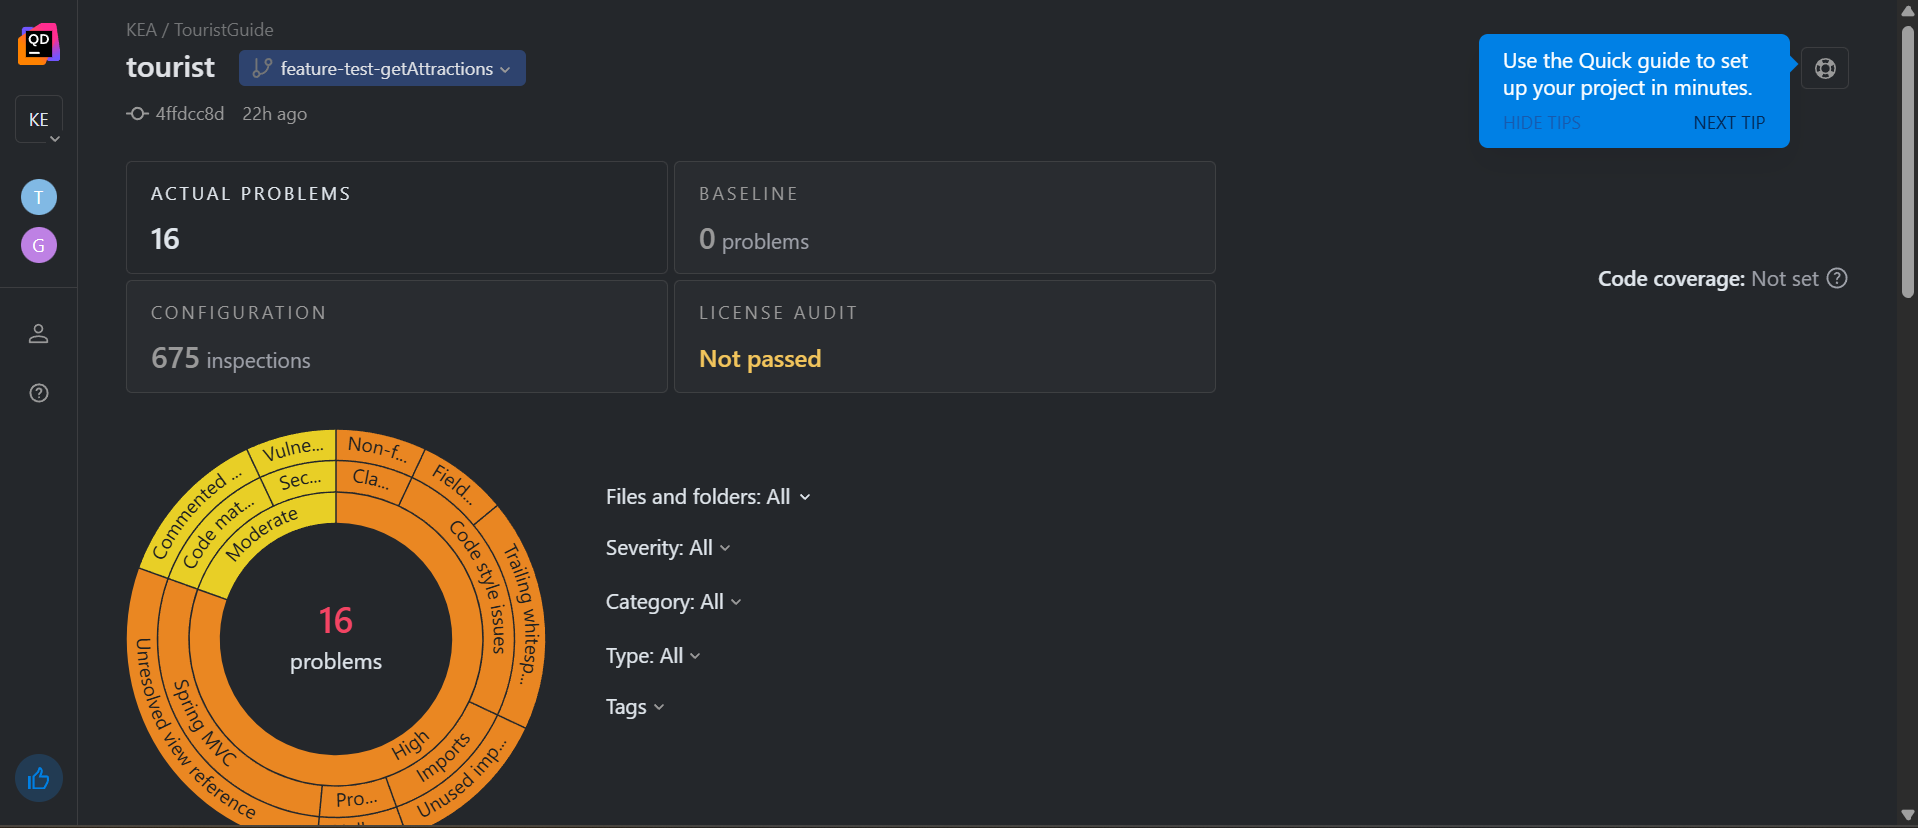 QD
KEA / TouristGuide
tourist
feature-test-getAttractions
4ffdcc8d 22h ago
Use the Quick guide to set
up your project in minutes.
HIDE TIPS NEXT TIP
KE
T
G
ACTUAL PROBLEMS
16
BASELINE
0 problems
CONFIGURATION
675 inspections
LICENSE AUDIT
Not passed
Code coverage: Not set
Vulne...
Non-f...
Commented ...
Sec...
Cla...
Field...
Code mat...
Moderate
Code style issues
Trailing whitesp...
16
problems
Unresolved view reference
Spring MVC
High
Imports
Unused imp...
Pro...
Files and folders: All
Severity: All
Category: All
Type: All
Tags